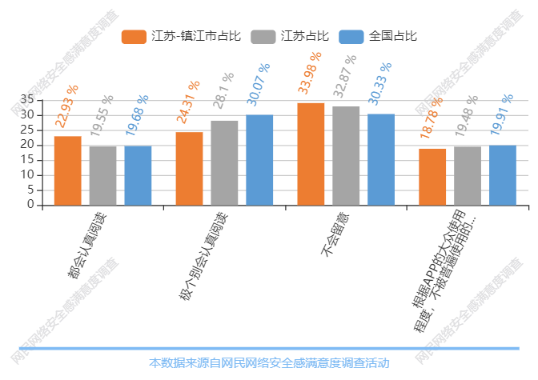 江苏-镇江市占比 江苏占比 全国占比
22.93 % 19.55 % 19.68 % 24.31 % 28.1 % 30.07 % 33.98 % 32.87 % 30.33 % 18.78 % 19.48 % 19.91 %
35
30
25
20
15
10
5
0
都会认真阅读
极个别会认真阅读
不会留意
根据APP的大众使用
程度，不被普遍使用的...
网民网络安全感满意度调查
网民网络安全感满意度调查
网民网络安全感满意度调查
网民网络安全感满意度调查
本数据来源自网民网络安全感满意度调查活动